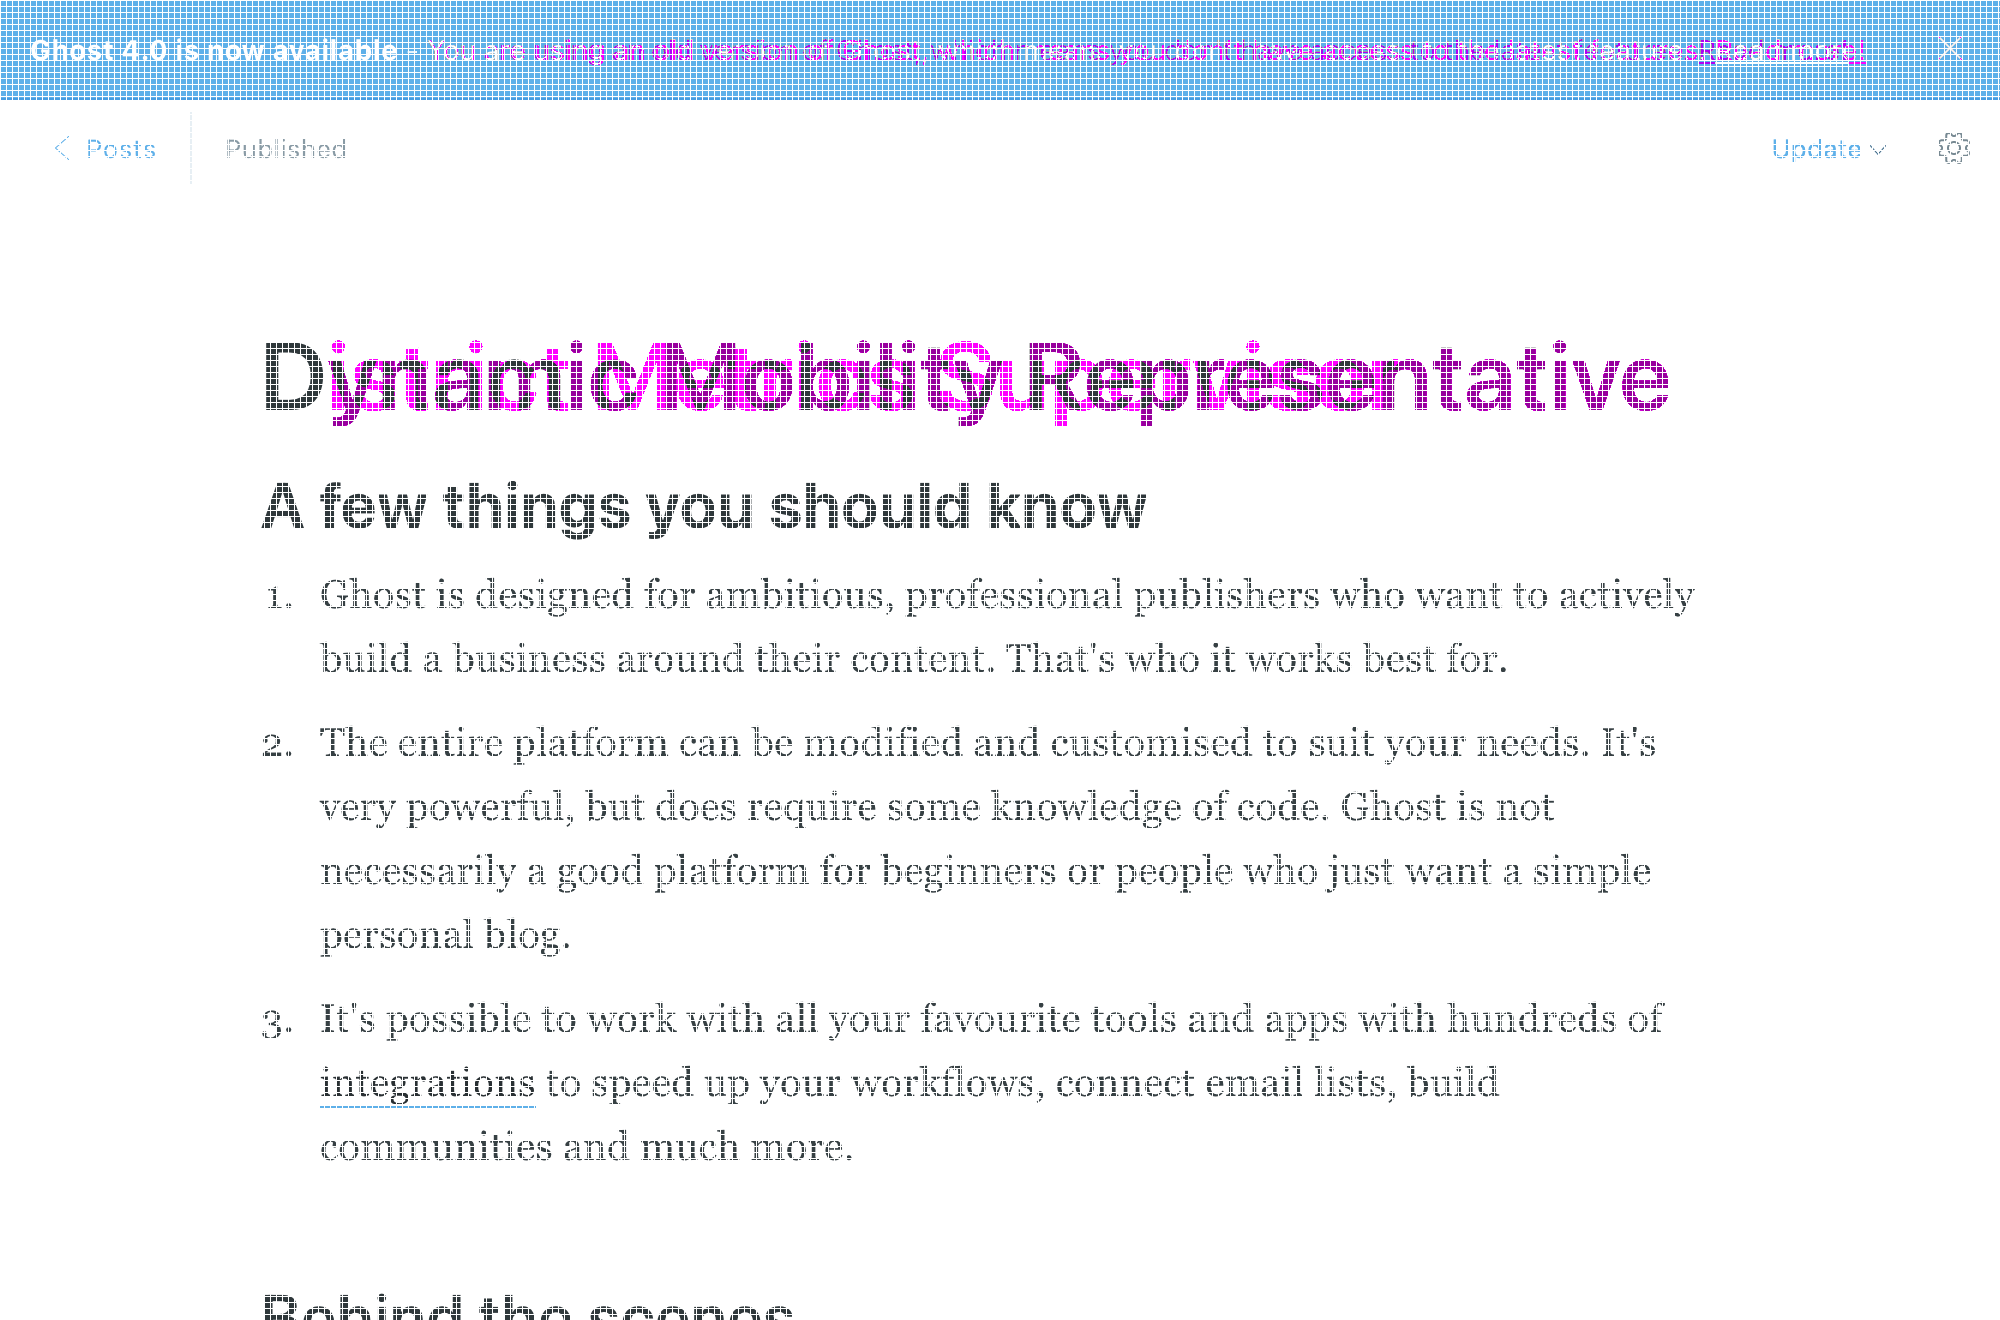 Ghost 4.0 is now available - You are using an old version of Ghost, which means you don't have access to the latest features. Read more!
Posts
Published
Update
Dynamic Mobility Representative
A few things you should know
1. Ghost is designed for ambitious, professional publishers who want to actively
build a business around their content. That's who it works best for.
2. The entire platform can be modified and customised to suit your needs. It's
very powerful, but does require some knowledge of code. Ghost is not
necessarily a good platform for beginners or people who just want a simple
personal blog.
3. It's possible to work with all your favourite tools and apps with hundreds of
integrations to speed up your workflows, connect email lists, build
communities and much more.
Behind the scenes